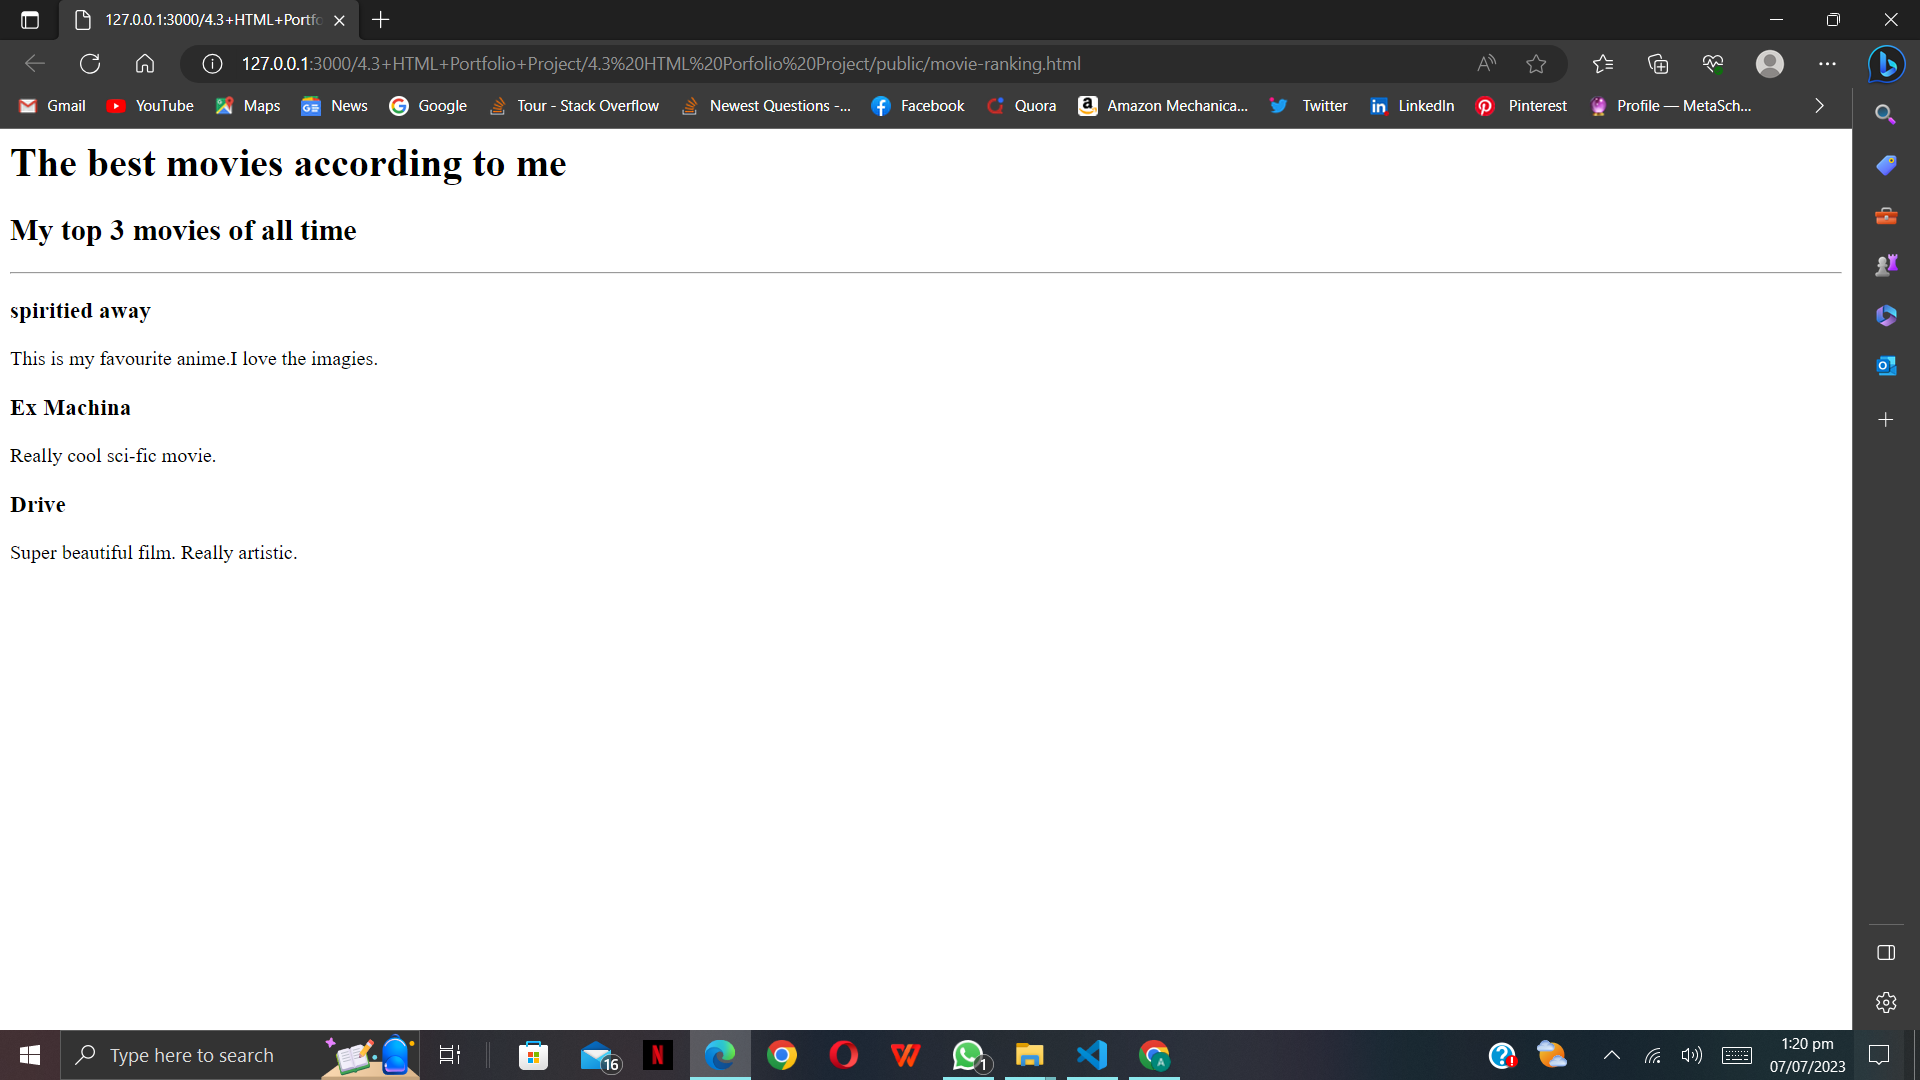 127.0.0.1:3000/4.3+HTML+Portfo
127.0.0.1:3000/4.3+HTML+Portfolio+Project/4.3%20HTML%20Porfolio%20Project/public/movie-ranking.html
Gmail YouTube Maps News Google Tour - Stack Overflow Newest Questions -... Facebook Quora Amazon Mechanica... Twitter LinkedIn Pinterest Profile — MetaSch...
The best movies according to me
My top 3 movies of all time
spiritied away
This is my favourite anime.I love the imagies.
Ex Machina
Really cool sci-fic movie.
Drive
Super beautiful film. Really artistic.
Type here to search
16
1
1:20 pm
07/07/2023